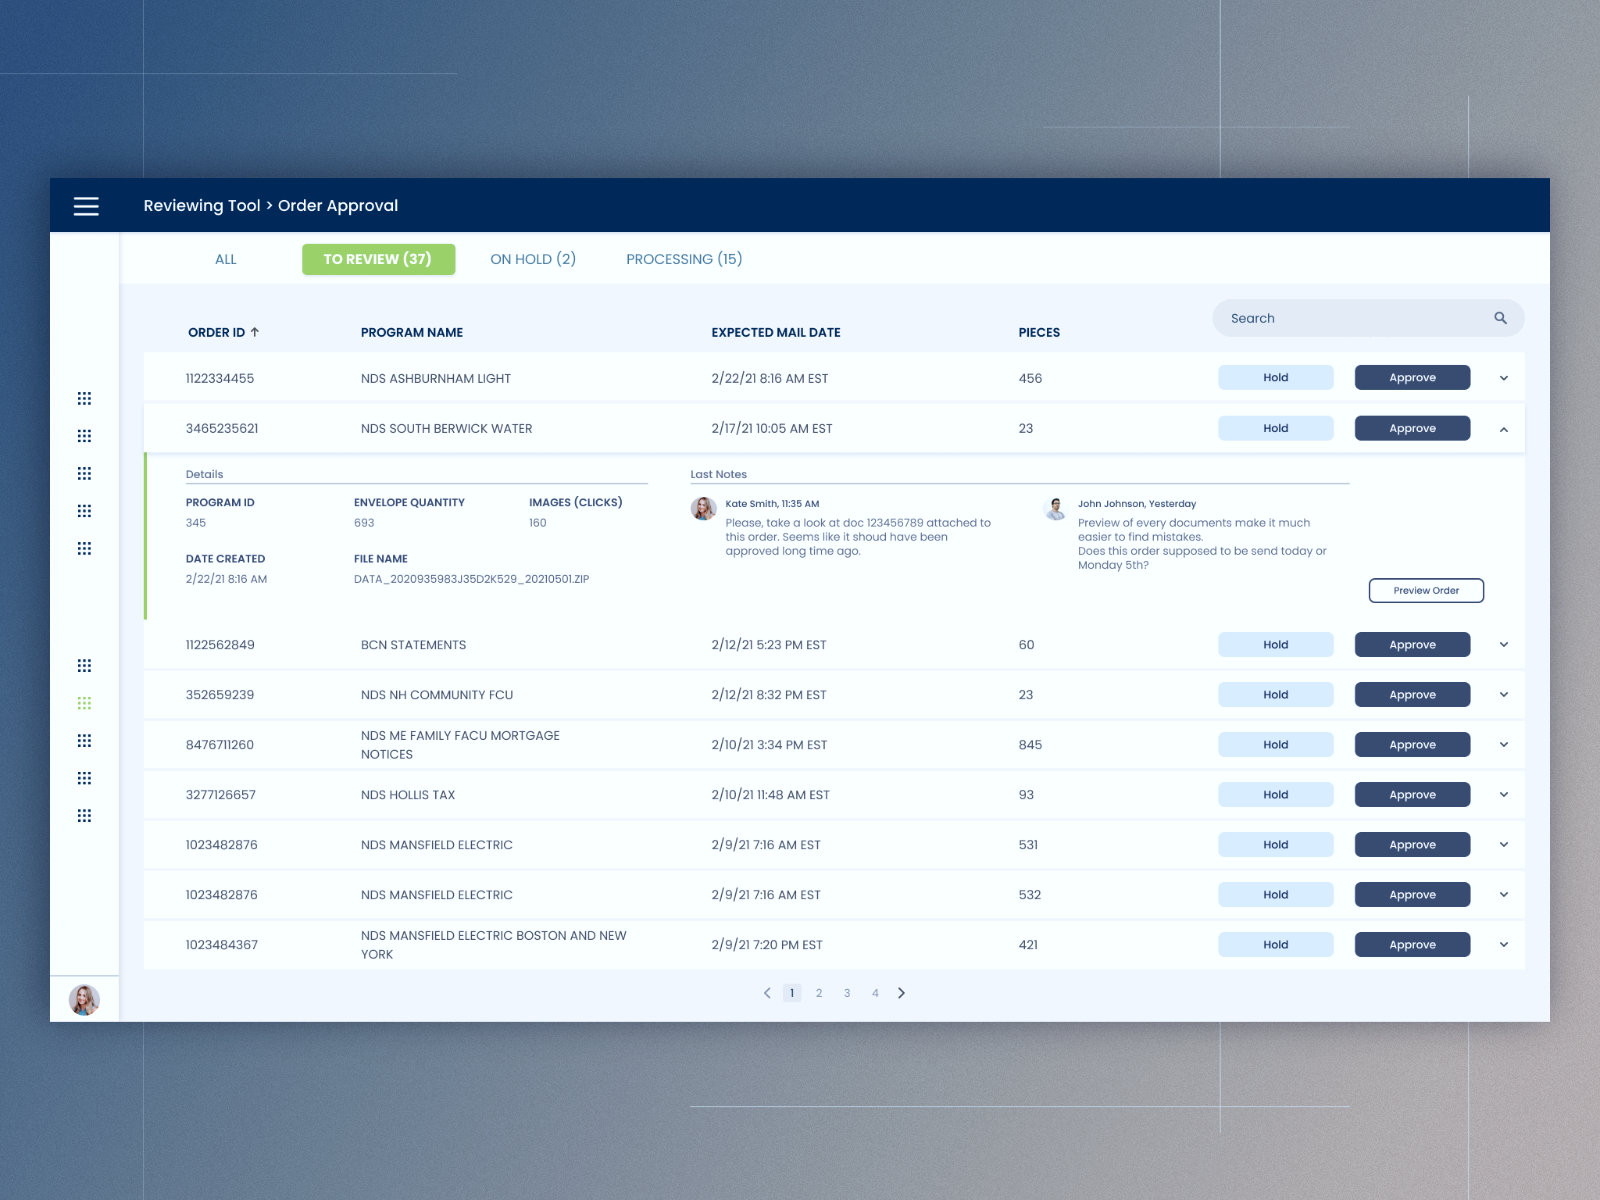 Reviewing Tool > Order Approval
ALL
TO REVIEW (37)
ON HOLD (2)
PROCESSING (15)
Search
ORDER ID ↑
PROGRAM NAME
EXPECTED MAIL DATE
PIECES
1122334455
NDS ASHBURNHAM LIGHT
2/22/21 8:16 AM EST
456
Hold
Approve
3465235621
NDS SOUTH BERWICK WATER
2/17/21 10:05 AM EST
23
Hold
Approve
Details
PROGRAM ID
ENVELOPE QUANTITY
IMAGES (CLICKS)
345
693
160
DATE CREATED
FILE NAME
2/22/21 8:16 AM
DATA_2020935983J35D2K529_20210501.ZIP
Last Notes
Kate Smith, 11:35 AM
Please, take a look at doc 123456789 attached to
this order. Seems like it shoud have been
approved long time ago.
John Johnson, Yesterday
Preview of every documents make it much
easier to find mistakes.
Does this order supposed to be send today or
Monday 5th?
Preview Order
1122562849
BCN STATEMENTS
2/12/21 5:23 PM EST
60
Hold
Approve
352659239
NDS NH COMMUNITY FCU
2/12/21 8:32 PM EST
23
Hold
Approve
8476711260
NDS ME FAMILY FACU MORTGAGE
NOTICES
2/10/21 3:34 PM EST
845
Hold
Approve
3277126657
NDS HOLLIS TAX
2/10/21 11:48 AM EST
93
Hold
Approve
1023482876
NDS MANSFIELD ELECTRIC
2/9/21 7:16 AM EST
531
Hold
Approve
1023482876
NDS MANSFIELD ELECTRIC
2/9/21 7:16 AM EST
532
Hold
Approve
1023484367
NDS MANSFIELD ELECTRIC BOSTON AND NEW
YORK
2/9/21 7:20 PM EST
421
Hold
Approve
1 2 3 4